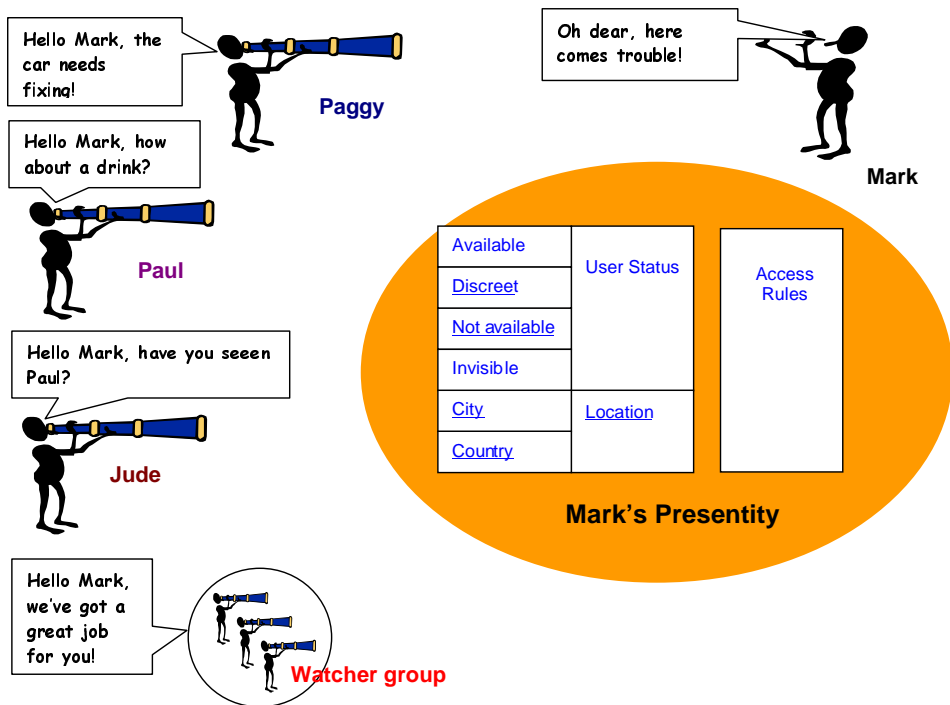 Hello Mark, the
car needs
fixing!
Paggy
Oh dear, here
comes trouble!
Mark
Hello Mark, how
about a drink?
Paul
Hello Mark, have you seeen
Paul?
Jude
Hello Mark,
we've got a
great job
for you!
Watcher group
Available
Discreet
Not available
Invisible
City
Country
User Status
Location
Access
Rules
Mark's Presentity